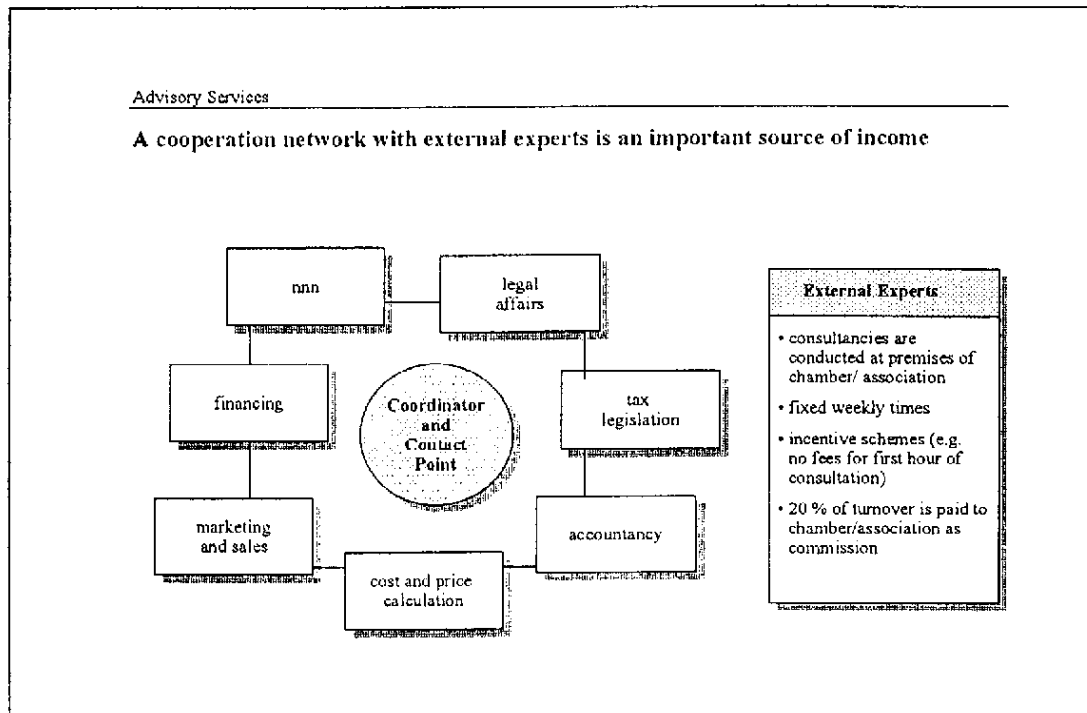 Advisory Services
A cooperation network with external experts is an important source of income
nnn
legal
affairs
financing
Coordinator
and
Contact
Point
tax
legislation
marketing
and sales
accountancy
cost and price
calculation
External Experts
• consultancies are
conducted at premises of
chamber/ association
• fixed weekly times
• incentive schemes (e.g.
no fees for first hour of
consultation)
• 20 % of turnover is paid to
chamber/association as
commission